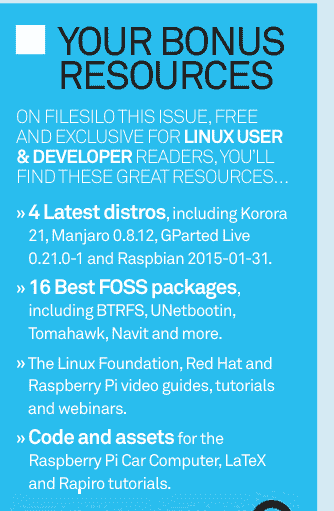 YOUR BONUS
RESOURCES
ON FILESILO THIS ISSUE, FREE
AND EXCLUSIVE FOR LINUX USER
& DEVELOPER READERS, YOU'LL
FIND THESE GREAT RESOURCES…
» 4 Latest distros, including Korora
21, Manjaro 0.8.12, GParted Live
0.21.0-1 and Raspbian 2015-01-31.
» 16 Best FOSS packages,
including BTRFS, UNetbootin,
Tomahawk, Navit and more.
» The Linux Foundation, Red Hat and
Raspberry Pi video guides, tutorials
and webinars.
» Code and assets for the
Raspberry Pi Car Computer, LaTeX
and Rapiro tutorials.